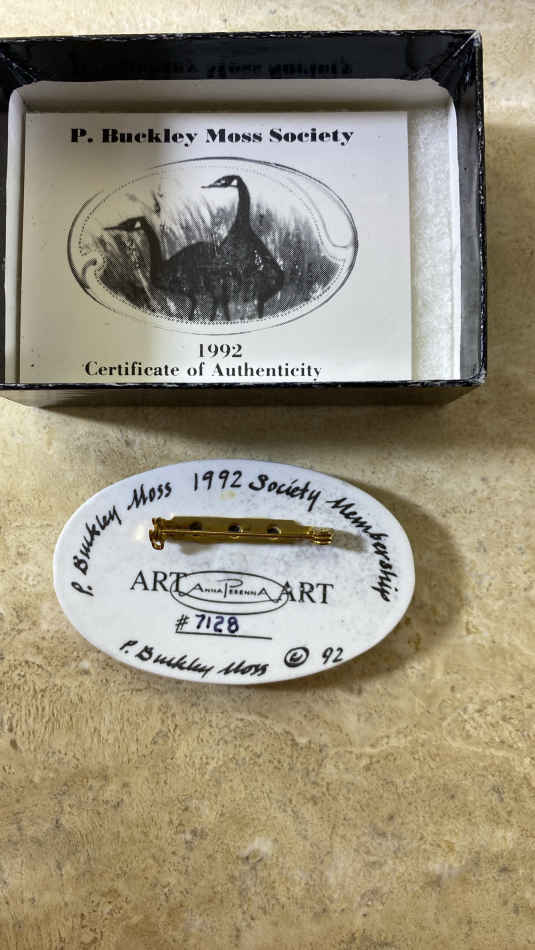 P. Buckley Moss Society
1992
Certificate of Authenticity
P. Buckley Moss 1992 Society Membership
ART ANNA PERENNA ART
# 7128
P. Buckley Moss © 92